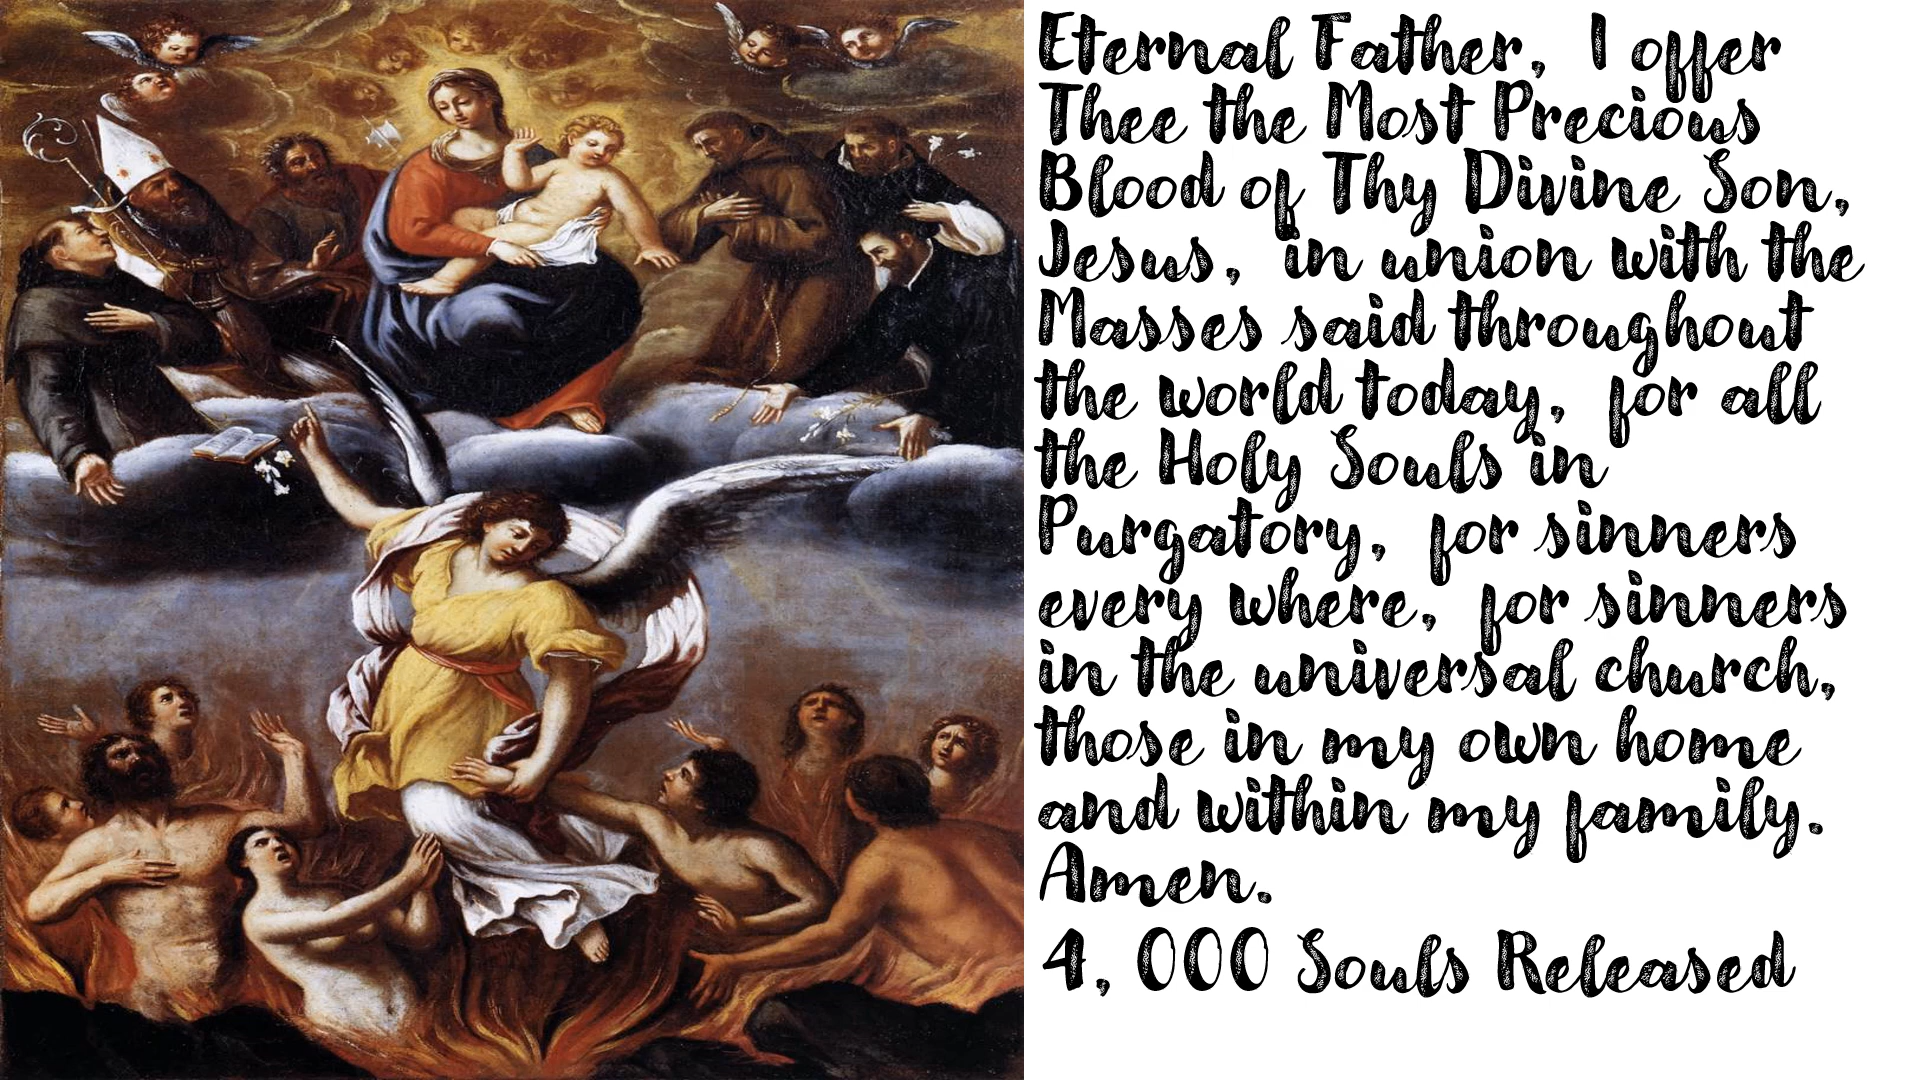 Eternal Father, I offer
Thee the Most Precious
Blood of Thy Divine Son,
Jesus, in union with the
Masses said throughout
the world today, for all
the Holy Souls in
Purgatory, for sinners
every where, for sinners
in the universal church,
those in my own home
and within my family.
Amen.
4, 000 Souls Released